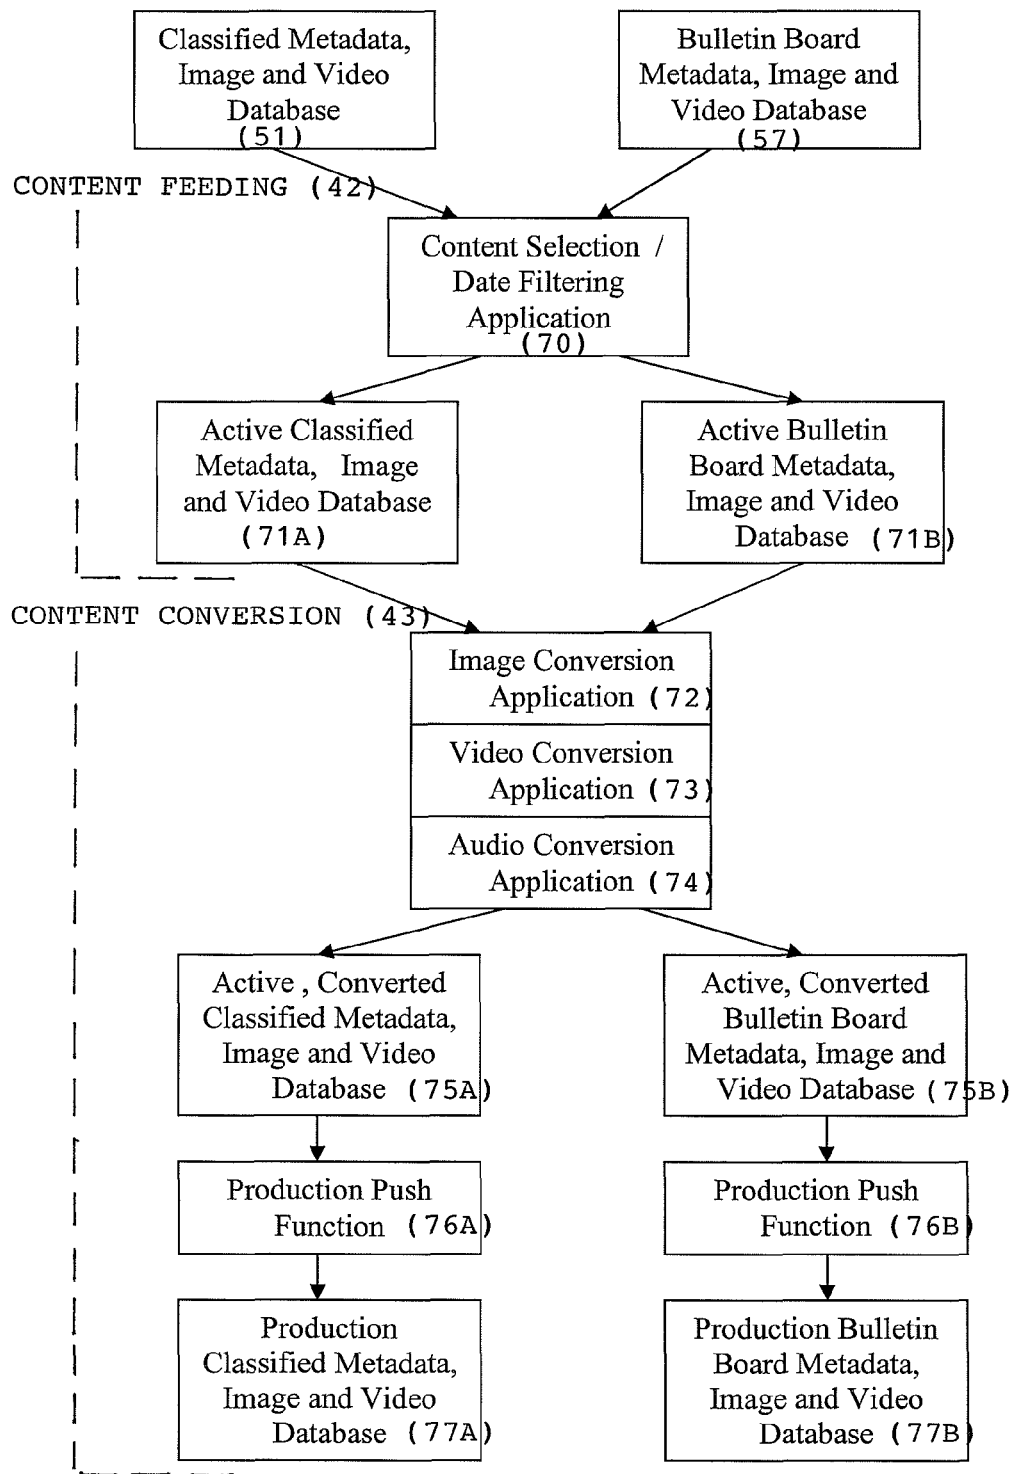 Classified Metadata,
Image and Video
Database
(51)
Bulletin Board
Metadata, Image and
Video Database
(57)
CONTENT FEEDING (42)
Content Selection /
Date Filtering
Application
(70)
Active Classified
Metadata, Image
and Video Database
(71A)
Active Bulletin
Board Metadata,
Image and Video
Database (71B)
CONTENT CONVERSION (43)
Image Conversion
Application (72)
Video Conversion
Application (73)
Audio Conversion
Application (74)
Active , Converted
Classified Metadata,
Image and Video
Database (75A)
Active, Converted
Bulletin Board
Metadata, Image and
Video Database (75B)
Production Push
Function (76A)
Production Push
Function (76B)
Production
Classified Metadata,
Image and Video
Database (77A)
Production Bulletin
Board Metadata,
Image and Video
Database (77B)